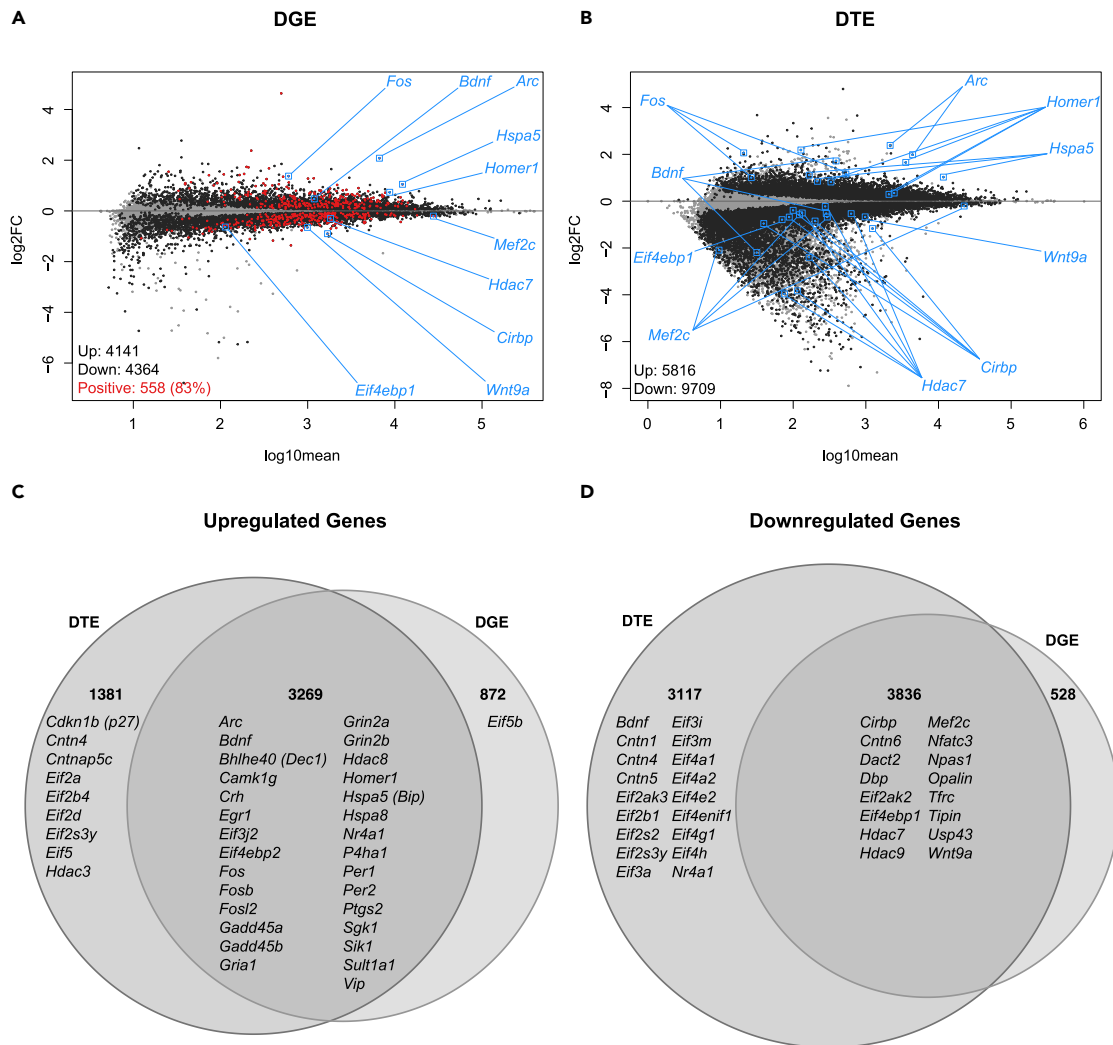 A
DGE
4
2
0
−2
−4
−6
log2FC
1
2
3
4
5
log10mean
Fos
Bdnf
Arc
Hspa5
Homer1
Mef2c
Hdac7
Cirbp
Wnt9a
Eif4ebp1
Up: 4141
Down: 4364
Positive: 558 (83%)
B
DTE
4
2
0
−2
−4
−6
−8
log2FC
0
1
2
3
4
5
6
log10mean
Fos
Arc
Homer1
Hspa5
Bdnf
Eif4ebp1
Wnt9a
Mef2c
Cirbp
Hdac7
Up: 5816
Down: 9709
C
Upregulated Genes
DTE
DGE
1381
Cdkn1b (p27)
Cntn4
Cntnap5c
Eif2a
Eif2b4
Eif2d
Eif2s3y
Eif5
Hdac3
3269
Arc
Bdnf
Bhlhe40 (Dec1)
Camk1g
Crh
Egr1
Eif3j2
Eif4ebp2
Fos
Fosb
Fosl2
Gadd45a
Gadd45b
Gria1
Grin2a
Grin2b
Hdac8
Homer1
Hspa5 (Bip)
Hspa8
Nr4a1
P4ha1
Per1
Per2
Ptgs2
Sgk1
Sik1
Sult1a1
Vip
872
Eif5b
D
Downregulated Genes
DTE
DGE
3117
Bdnf
Cntn1
Cntn4
Cntn5
Eif2ak3
Eif2b1
Eif2s2
Eif2s3y
Eif3a
Eif3i
Eif3m
Eif4a1
Eif4a2
Eif4e2
Eif4enif1
Eif4g1
Eif4h
Nr4a1
3836
Cirbp
Cntn6
Dact2
Dbp
Eif2ak2
Eif4ebp1
Hdac7
Hdac9
Mef2c
Nfatc3
Npas1
Opalin
Tfrc
Tipin
Usp43
Wnt9a
528